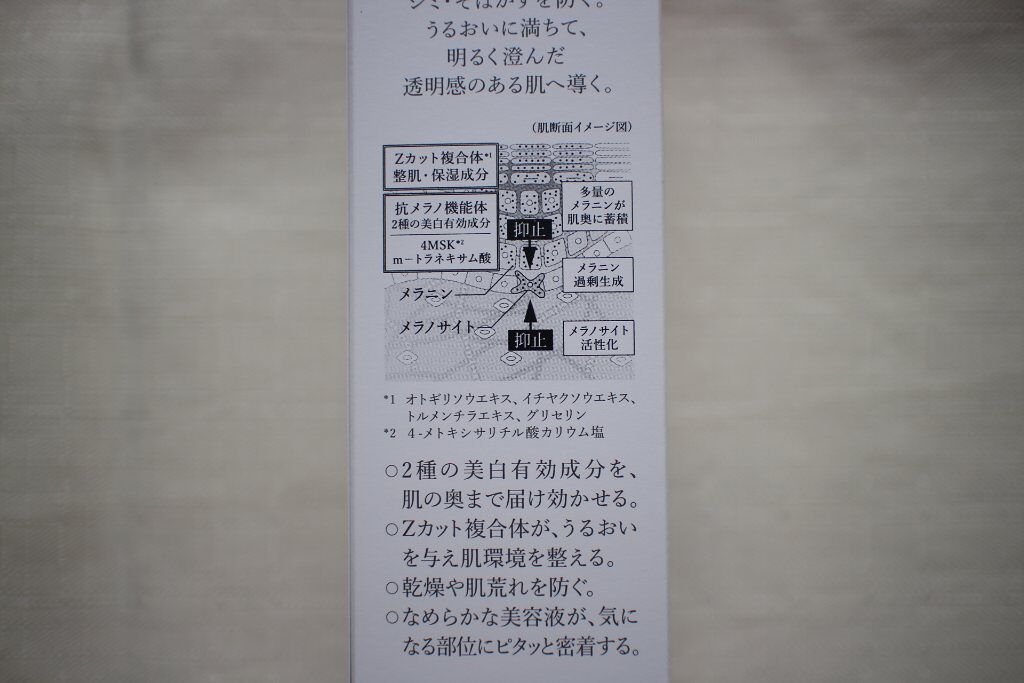 シミ・そばかすを防ぐ。
うるおいに満ちて、
明るく澄んだ
透明感のある肌へ導く。
（肌断面イメージ図）
Zカット複合体*1
整肌・保湿成分
抗メラノ機能体
2種の美白有効成分
4MSK*2
m－トラネキサム酸
多量の
メラニンが
肌奥に蓄積
抑止
メラニン
過剰生成
メラニン
メラノサイト
抑止
メラノサイト
活性化
*1 オトギリソウエキス、イチヤクソウエキス、
トルメンチラエキス、グリセリン
*2 4-メトキシサリチル酸カリウム塩
○2種の美白有効成分を、
肌の奥まで届け効かせる。
○Zカット複合体が、うるおい
を与え肌環境を整える。
○乾燥や肌荒れを防ぐ。
○なめらかな美容液が、気に
なる部位にピタッと密着する。